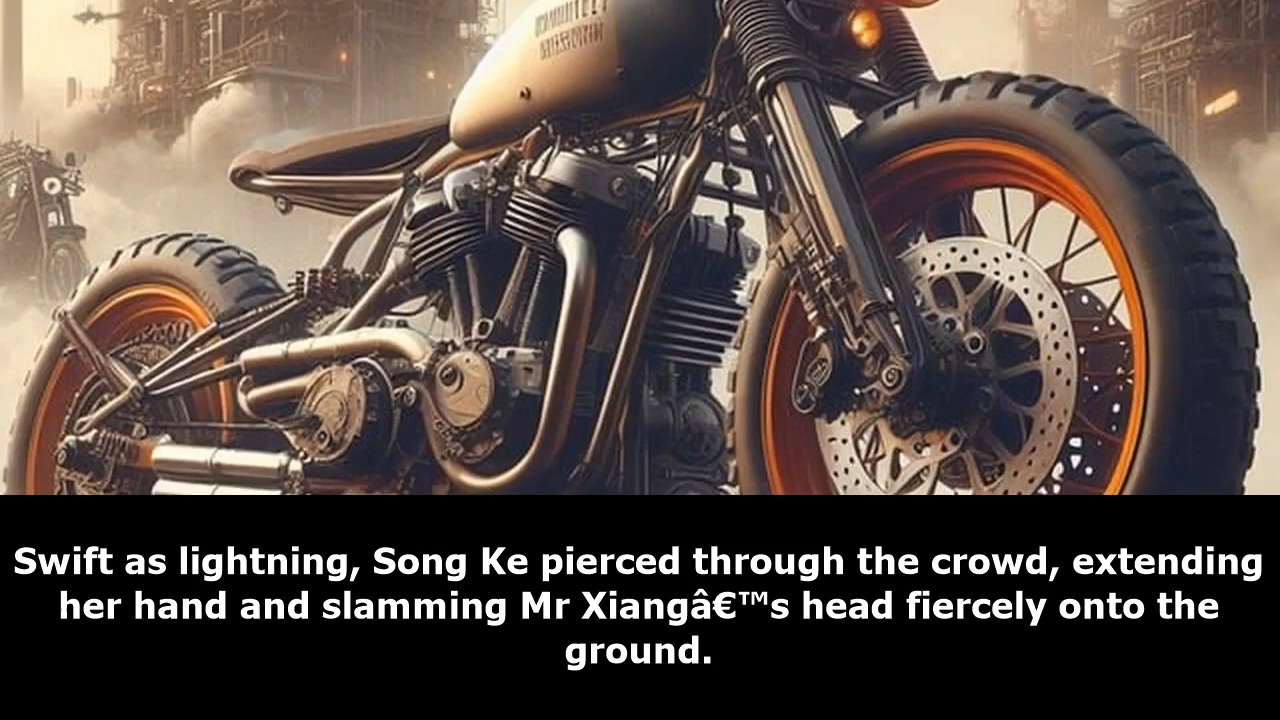 Swift as lightning, Song Ke pierced through the crowd, extending
her hand and slamming Mr Xiangâ€™s head fiercely onto the
ground.